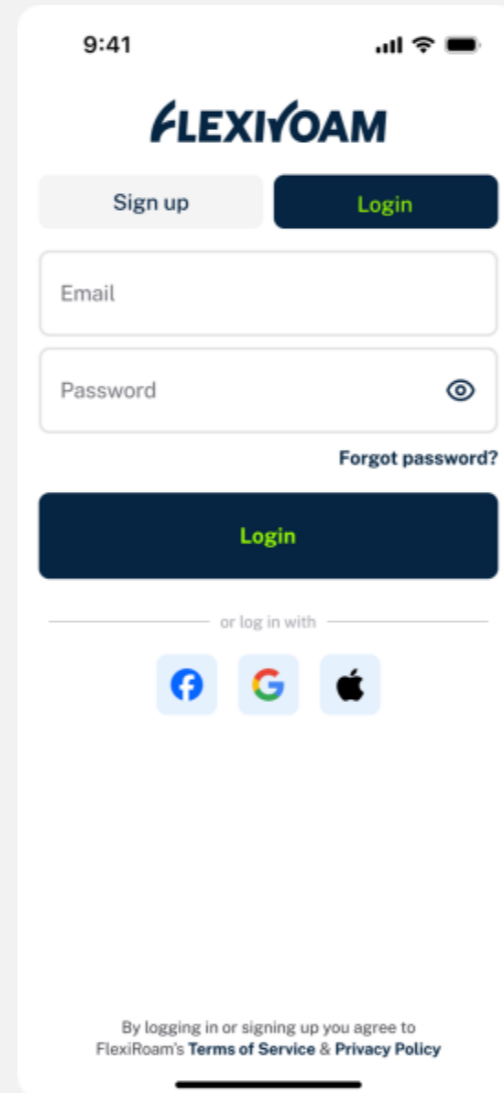 9:41
FLEXIROAM
Sign up
Login
Email
Password
Forgot password?
Login
or log in with
By logging in or signing up you agree to
FlexiRoam's Terms of Service & Privacy Policy